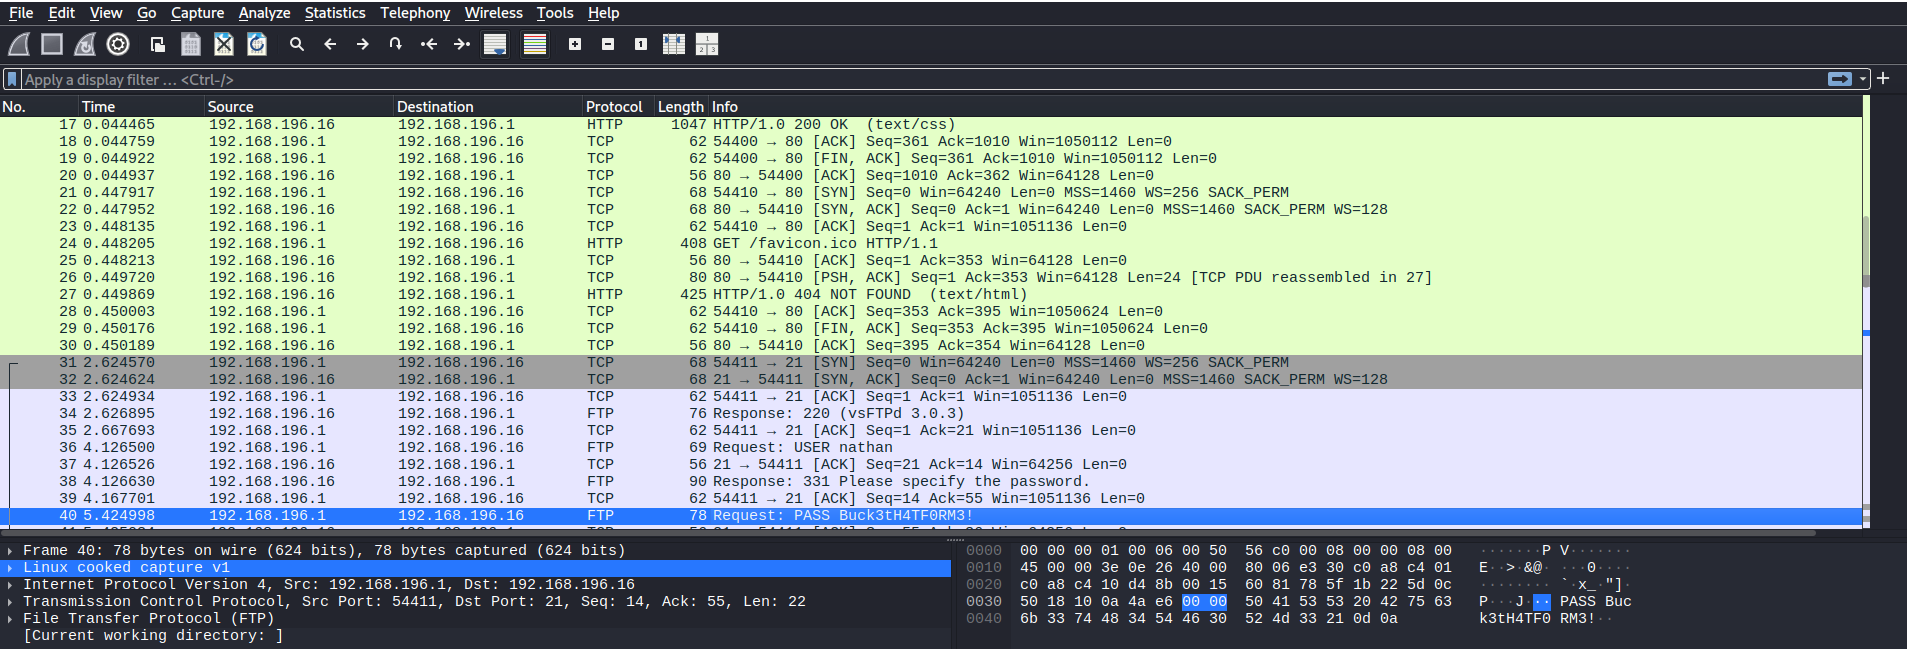 File Edit View Go Capture Analyze Statistics Telephony Wireless Tools Help
Apply a display filter ... <Ctrl-/>
No. Time Source Destination Protocol Length Info
17 0.044465 192.168.196.16 192.168.196.1 HTTP 1047 HTTP/1.0 200 OK (text/css)
18 0.044759 192.168.196.1 192.168.196.16 TCP 62 54400 → 80 [ACK] Seq=361 Ack=1010 Win=1050112 Len=0
19 0.044922 192.168.196.1 192.168.196.16 TCP 62 54400 → 80 [FIN, ACK] Seq=361 Ack=1010 Win=1050112 Len=0
20 0.044937 192.168.196.16 192.168.196.1 TCP 56 80 → 54400 [ACK] Seq=1010 Ack=362 Win=64128 Len=0
21 0.447917 192.168.196.1 192.168.196.16 TCP 68 54410 → 80 [SYN] Seq=0 Win=64240 Len=0 MSS=1460 WS=256 SACK_PERM
22 0.447952 192.168.196.16 192.168.196.1 TCP 68 80 → 54410 [SYN, ACK] Seq=0 Ack=1 Win=64240 Len=0 MSS=1460 SACK_PERM WS=128
23 0.448135 192.168.196.1 192.168.196.16 TCP 62 54410 → 80 [ACK] Seq=1 Ack=1 Win=1051136 Len=0
24 0.448205 192.168.196.1 192.168.196.16 HTTP 408 GET /favicon.ico HTTP/1.1
25 0.448213 192.168.196.16 192.168.196.1 TCP 56 80 → 54410 [ACK] Seq=1 Ack=353 Win=64128 Len=0
26 0.449720 192.168.196.16 192.168.196.1 TCP 80 80 → 54410 [PSH, ACK] Seq=1 Ack=353 Win=64128 Len=24 [TCP PDU reassembled in 27]
27 0.449869 192.168.196.16 192.168.196.1 HTTP 425 HTTP/1.0 404 NOT FOUND (text/html)
28 0.450003 192.168.196.1 192.168.196.16 TCP 62 54410 → 80 [ACK] Seq=353 Ack=395 Win=1050624 Len=0
29 0.450176 192.168.196.1 192.168.196.16 TCP 62 54410 → 80 [FIN, ACK] Seq=353 Ack=395 Win=1050624 Len=0
30 0.450189 192.168.196.16 192.168.196.1 TCP 56 80 → 54410 [ACK] Seq=395 Ack=354 Win=64128 Len=0
31 2.624570 192.168.196.1 192.168.196.16 TCP 68 54411 → 21 [SYN] Seq=0 Win=64240 Len=0 MSS=1460 WS=256 SACK_PERM
32 2.624624 192.168.196.16 192.168.196.1 TCP 68 21 → 54411 [SYN, ACK] Seq=0 Ack=1 Win=64240 Len=0 MSS=1460 SACK_PERM WS=128
33 2.624934 192.168.196.1 192.168.196.16 TCP 62 54411 → 21 [ACK] Seq=1 Ack=1 Win=1051136 Len=0
34 2.626895 192.168.196.16 192.168.196.1 FTP 76 Response: 220 (vsFTPd 3.0.3)
35 2.667693 192.168.196.1 192.168.196.16 TCP 62 54411 → 21 [ACK] Seq=1 Ack=21 Win=1051136 Len=0
36 4.126500 192.168.196.1 192.168.196.16 FTP 69 Request: USER nathan
37 4.126526 192.168.196.16 192.168.196.1 TCP 56 21 → 54411 [ACK] Seq=21 Ack=14 Win=64256 Len=0
38 4.126630 192.168.196.16 192.168.196.1 FTP 90 Response: 331 Please specify the password.
39 4.167701 192.168.196.1 192.168.196.16 TCP 62 54411 → 21 [ACK] Seq=14 Ack=55 Win=1051136 Len=0
40 5.424998 192.168.196.1 192.168.196.16 FTP 78 Request: PASS Buck3tH4TF0RM3!
Frame 40: 78 bytes on wire (624 bits), 78 bytes captured (624 bits)
Linux cooked capture v1
Internet Protocol Version 4, Src: 192.168.196.1, Dst: 192.168.196.16
Transmission Control Protocol, Src Port: 54411, Dst Port: 21, Seq: 14, Ack: 55, Len: 22
File Transfer Protocol (FTP)
[Current working directory: ]
0000 00 00 00 01 00 06 00 50 56 c0 00 08 00 00 08 00 ·······P V·······
0010 45 00 00 3e 0e 26 40 00 80 06 e3 30 c0 a8 c4 01 E··>·&@· ···0····
0020 c0 a8 c4 10 d4 8b 00 15 60 81 78 5f 1b 22 5d 0c ········ `·x_·"]·
0030 50 18 10 0a 4a e6 00 00 50 41 53 53 20 42 75 63 P···J··· PASS Buc
0040 6b 33 74 48 34 54 46 30 52 4d 33 21 0d 0a k3tH4TF0 RM3!··